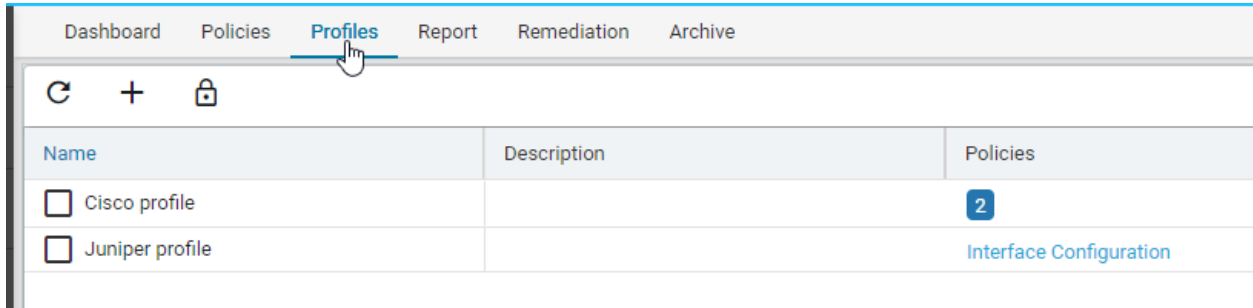 Dashboard Policies Profiles Report Remediation Archive
Name Description Policies
Cisco profile 2
Juniper profile Interface Configuration